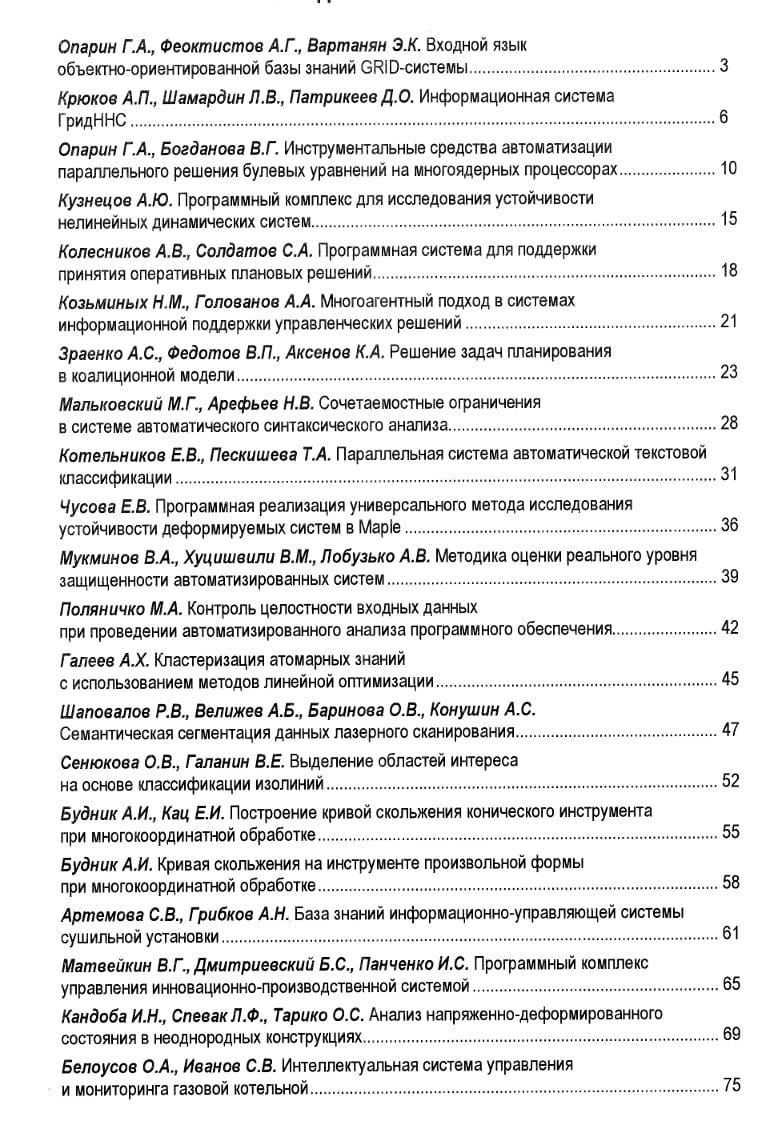 Опарин Г.А., Феоктистов А.Г., Вартанян Э.К. Входной язык
объектно-ориентированной базы знаний GRID-системы 3
Крюков А.П., Шамардин Л.В., Патрикеев Д.О. Информационная система
ГридННС 6
Опарин Г.А., Богданова В.Г. Инструментальные средства автоматизации
параллельного решения булевых уравнений на многоядерных процессорах 10
Кузнецов А.Ю. Программный комплекс для исследования устойчивости
нелинейных динамических систем 15
Колесников А.В., Солдатов С.А. Программная система для поддержки
принятия оперативных плановых решений 18
Козьминых Н.М., Голованов А.А. Многоагентный подход в системах
информационной поддержки управленческих решений 21
Зраенко А.С., Федотов В.П., Аксенов К.А. Решение задач планирования
в коалиционной модели 23
Мальковский М.Г., Арефьев Н.В. Сочетаемостные ограничения
в системе автоматического синтаксического анализа 28
Котельников Е.В., Пескишева Т.А. Параллельная система автоматической текстовой
классификации 31
Чусова Е.В. Программная реализация универсального метода исследования
устойчивости деформируемых систем в Maple 36
Мукминов В.А., Хуцишвили В.М., Лобузько А.В. Методика оценки реального уровня
защищенности автоматизированных систем 39
Поляничко М.А. Контроль целостности входных данных
при проведении автоматизированного анализа программного обеспечения 42
Галеев А.Х. Кластеризация атомарных знаний
с использованием методов линейной оптимизации 45
Шаповалов Р.В., Велижев А.Б., Баринова О.В., Конушин А.С.
Семантическая сегментация данных лазерного сканирования 47
Сенюкова О.В., Галанин В.Е. Выделение областей интереса
на основе классификации изолиний 52
Будник А.И., Кац Е.И. Построение кривой скольжения конического инструмента
при многокоординатной обработке 55
Будник А.И. Кривая скольжения на инструменте произвольной формы
при многокоординатной обработке 58
Артемова С.В., Грибков А.Н. База знаний информационно-управляющей системы
сушильной установки 61
Матвейкин В.Г., Дмитриевский Б.С., Панченко И.С. Программный комплекс
управления инновационно-производственной системой 65
Кандоба И.Н., Спевак Л.Ф., Тарико О.С. Анализ напряженно-деформированного
состояния в неоднородных конструкциях 69
Белоусов О.А., Иванов С.В. Интеллектуальная система управления
и мониторинга газовой котельной 75